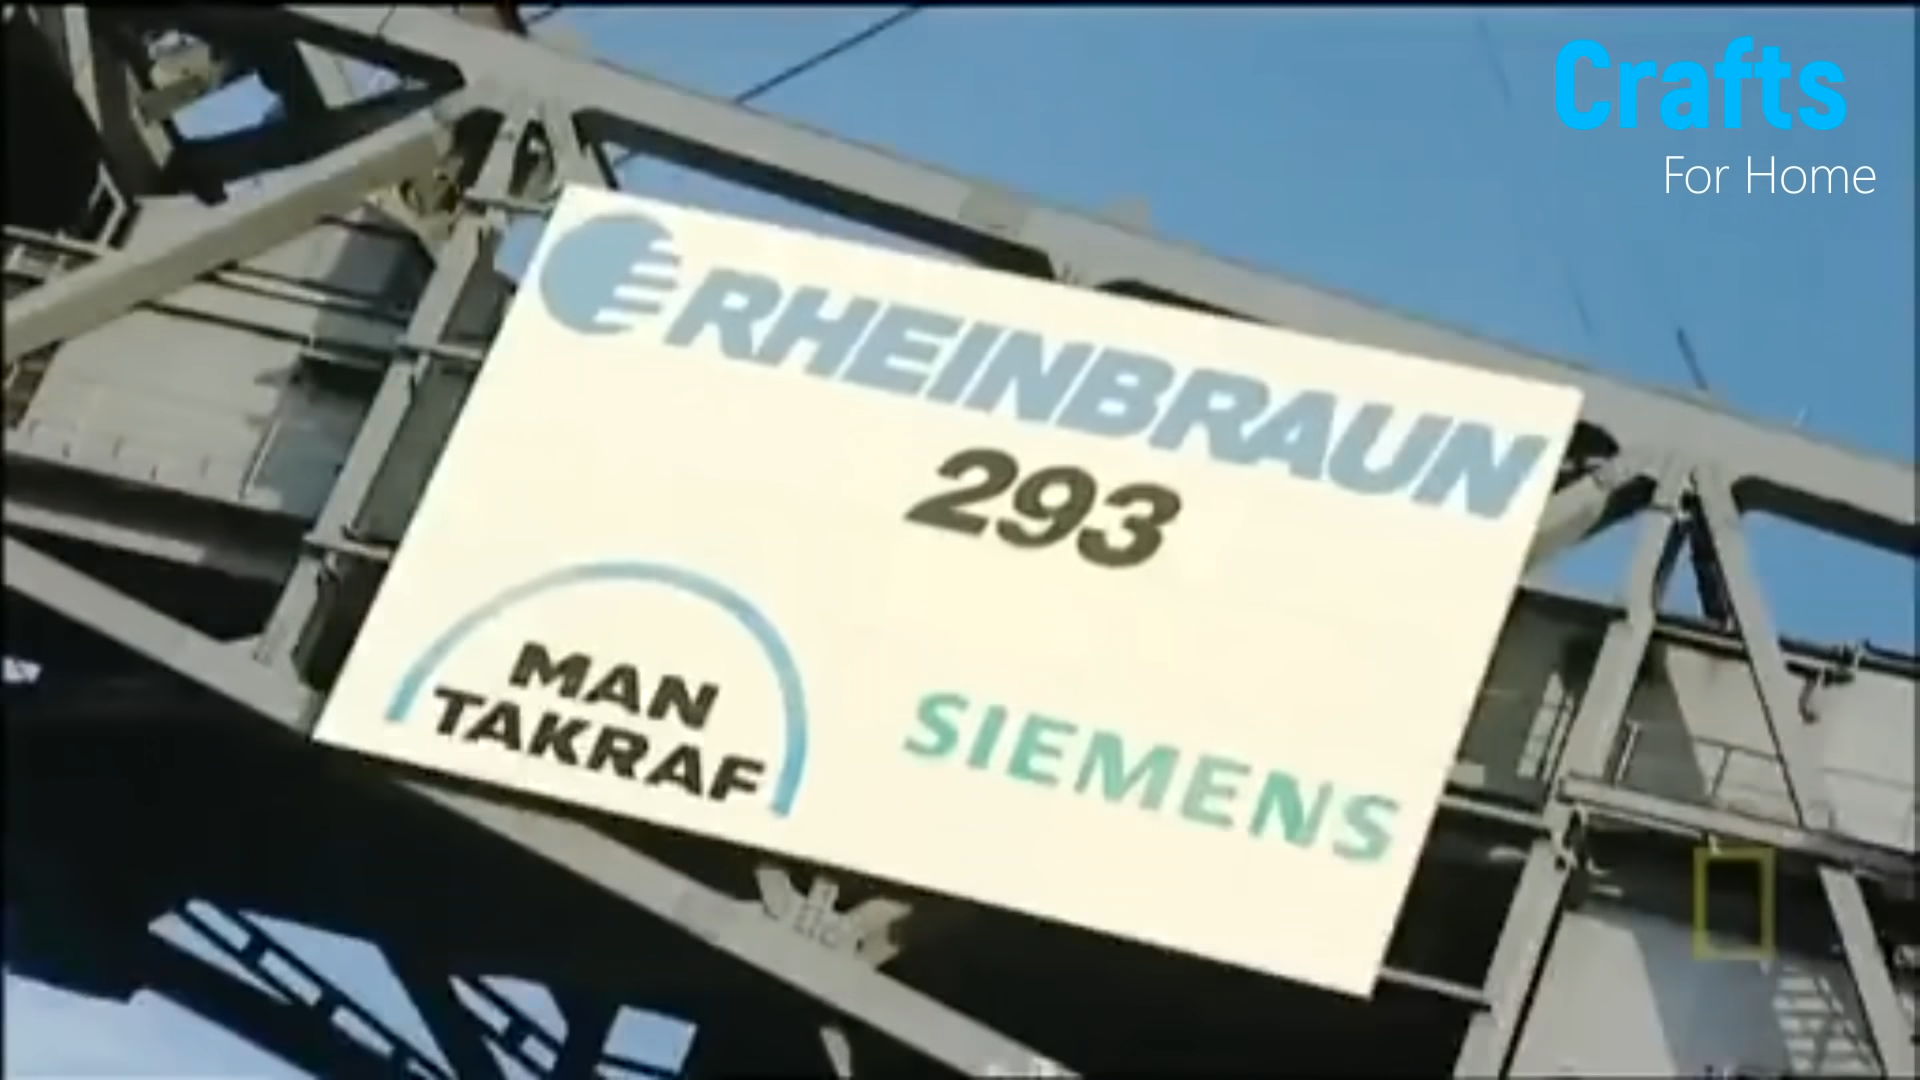 Crafts
For Home
RHEINBRAUN
293
MAN
TAKRAF
SIEMENS